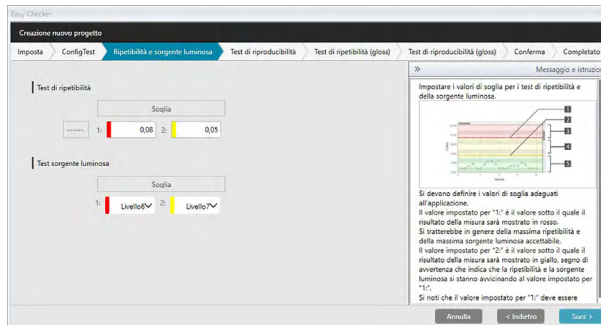 Easy Checker
Creazione nuovo progetto
Imposta ConfigTest Ripetibilità e sorgente luminosa Test di riproducibilità Test di ripetibilità (gloss) Test di riproducibilità (gloss) Conferma Completato
» Messaggio e istruzion
Test di ripetibilità
Soglia
------ 1: 0,08 2: 0,05
Test sorgente luminosa
Soglia
1: Livello6 2: Livello7
Impostare i valori di soglia per i test di ripetibilità e
della sorgente luminosa.
1
2
3
4
5
Si devono definire i valori di soglia adeguati
all'applicazione.
Il valore impostato per "1:" è il valore sotto il quale il
risultato della misura sarà mostrato in rosso.
Si tratterebbe in genere della massima ripetibilità e
della massima sorgente luminosa accettabile.
Il valore impostato per "2:" è il valore sotto il quale il
risultato della misura sarà mostrato in giallo, segno di
avvertenza che indica che la ripetibilità e la sorgente
luminosa si stanno avvicinando al valore impostato per
"1:".
Si noti che il valore impostato per "1:" deve essere
Annulla < Indietro Succ >